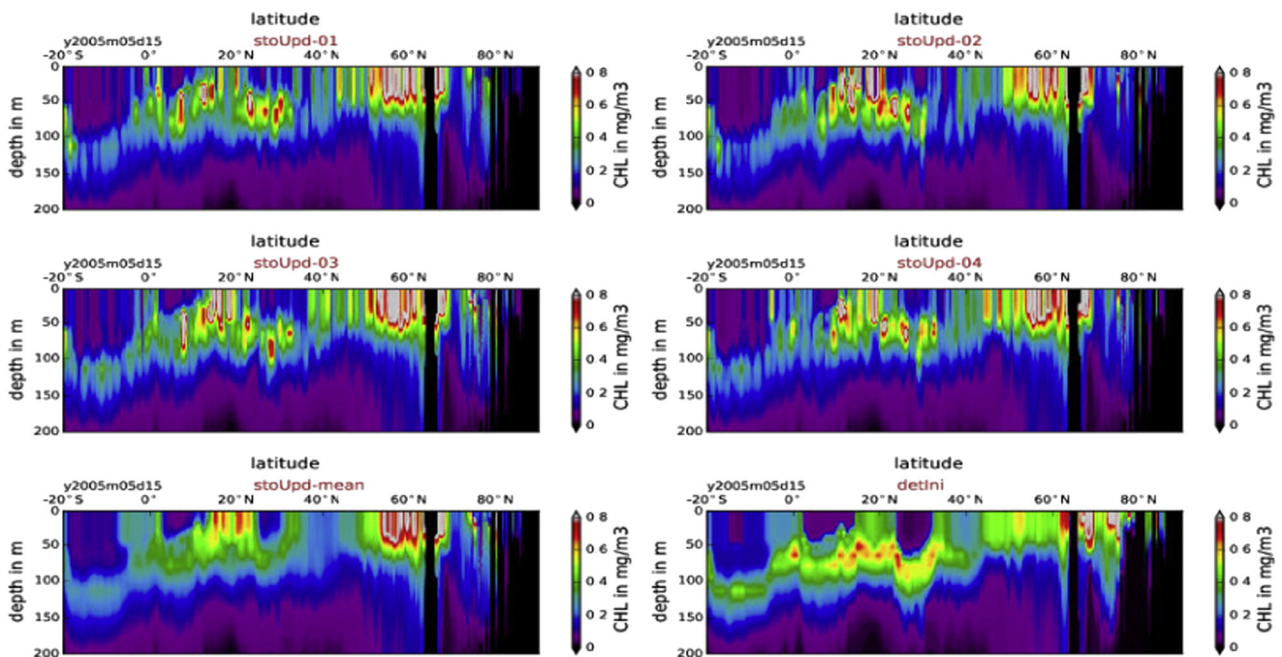 latitude
y2005m05d15 stoUpd-01
-20°S 0° 20°N 40°N 60°N 80°N
0
50
100
150
200
depth in m
0 8
0 6
0 4
0 2
0
CHL in mg/m3
latitude
y2005m05d15 stoUpd-02
-20°S 0° 20°N 40°N 60°N 80°N
0
50
100
150
200
depth in m
0 8
0 6
0 4
0 2
0
CHL in mg/m3
latitude
y2005m05d15 stoUpd-03
-20°S 0° 20°N 40°N 60°N 80°N
0
50
100
150
200
depth in m
0 8
0 6
0 4
0 2
0
CHL in mg/m3
latitude
y2005m05d15 stoUpd-04
-20°S 0° 20°N 40°N 60°N 80°N
0
50
100
150
200
depth in m
0 8
0 6
0 4
0 2
0
CHL in mg/m3
latitude
y2005m05d15 stoUpd-mean
-20°S 0° 20°N 40°N 60°N 80°N
0
50
100
150
200
depth in m
0 8
0 6
0 4
0 2
0
CHL in mg/m3
latitude
y2005m05d15 detIni
-20°S 0° 20°N 40°N 60°N 80°N
0
50
100
150
200
depth in m
0 8
0 6
0 4
0 2
0
CHL in mg/m3